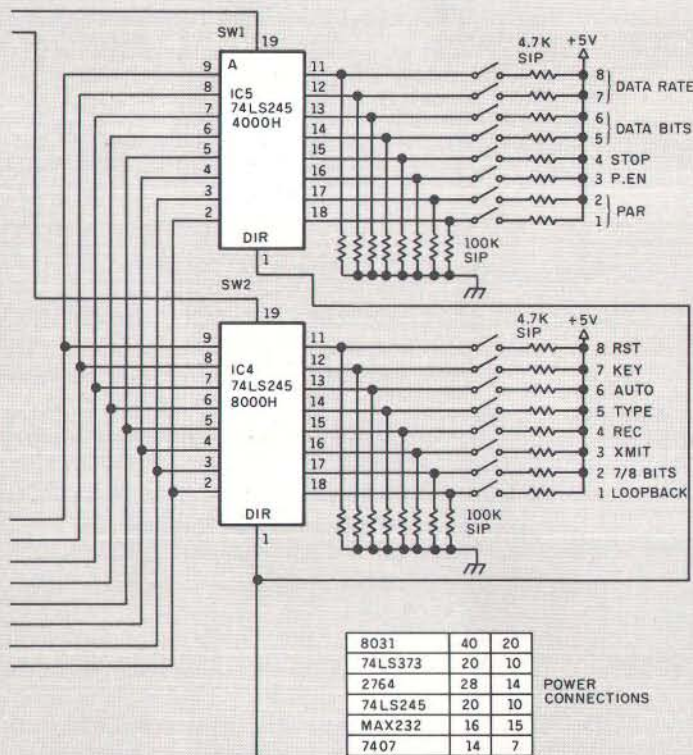 SW1
19
4.7K
SIP
+5V
9
A
11
8
DATA RATE
8
IC5
12
7
7
74LS245
13
6
DATA BITS
6
4000H
14
5
5
15
4 STOP
4
16
3 P.EN
3
17
2
PAR
2
18
1
DIR
100K
SIP
1
SW2
19
4.7K
SIP
+5V
9
11
8 RST
8
IC4
12
7 KEY
7
74LS245
13
6 AUTO
6
8000H
14
5 TYPE
5
15
4 REC
4
16
3 XMIT
3
17
2 7/8 BITS
2
18
1 LOOPBACK
DIR
100K
SIP
1
8031 40 20
74LS373 20 10
2764 28 14
74LS245 20 10
MAX232 16 15
7407 14 7
POWER
CONNECTIONS